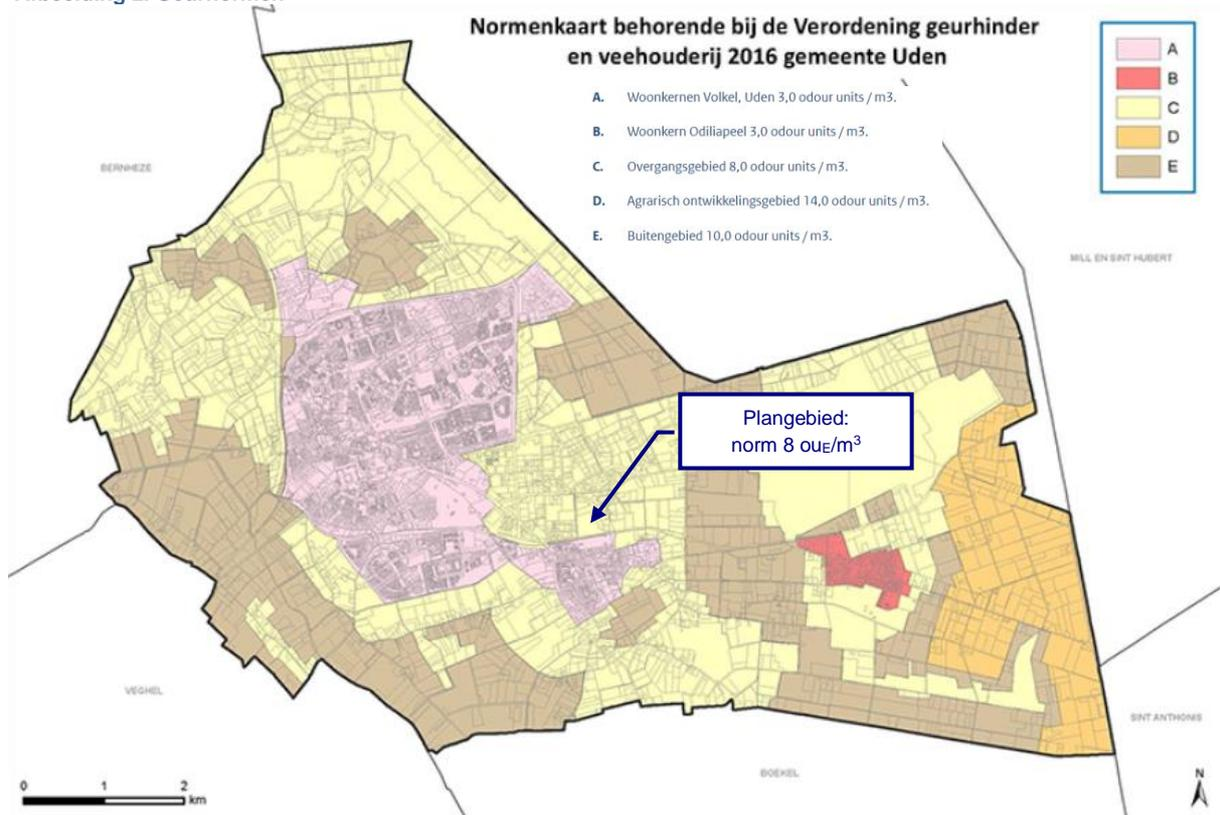 Normenkaart behorende bij de Verordening geurhinder
en veehouderij 2016 gemeente Uden
A. Woonkernen Volkel, Uden 3,0 odour units / m3.
B. Woonkern Odiliapeel 3,0 odour units / m3.
C. Overgangsgebied 8,0 odour units / m3.
D. Agrarisch ontwikkelingsgebied 14,0 odour units / m3.
E. Buitengebied 10,0 odour units / m3.
A
B
C
D
E
BERNHEZE
MILL EN SINT HUBERT
Plangebied:
norm 8 ouE/m³
VEGHEL
SINT ANTHONIS
BOEKEL
0 1 2
km
N